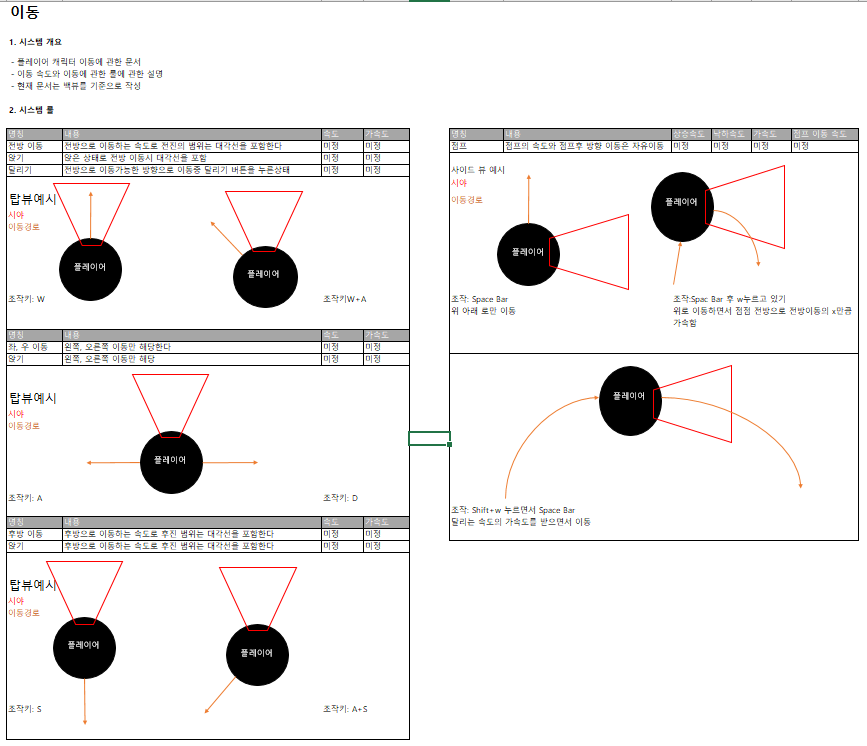 이동
1. 시스템 개요
- 플레이어 캐릭터 이동에 관한 문서
- 이동 속도와 이동에 관한 룰에 관한 설명
- 현재 문서는 백뷰를 기준으로 작성
2. 시스템 룰
명칭 내용 속도 가속도
전방 이동 전방으로 이동하는 속도로 전진의 범위는 대각선을 포함한다 미정 미정
앉기 앉은 상태로 전방 이동시 대각선을 포함 미정 미정
달리기 전방으로 이동가능한 방향으로 이동중 달리기 버튼을 누른상태 미정 미정
탑뷰예시
시야
이동경로
플레이어
플레이어
조작키: W
조작키W+A
명칭 내용 속도 가속도
좌, 우 이동 왼쪽, 오른쪽 이동만 해당한다 미정 미정
앉기 왼쪽, 오른쪽 이동만 해당 미정 미정
탑뷰예시
시야
이동경로
플레이어
조작키: A
조작키: D
명칭 내용 속도 가속도
후방 이동 후방으로 이동하는 속도로 후진 범위는 대각선을 포함한다 미정 미정
앉기 후방으로 이동하는 속도로 후진 범위는 대각선을 포함한다 미정 미정
탑뷰예시
시야
이동경로
플레이어
플레이어
조작키: S
조작키: A+S
명칭 내용 상승속도 낙하속도 가속도 점프 이동 속도
점프 점프의 속도와 점프후 방향 이동은 자유이동 미정 미정 미정 미정
사이드 뷰 예시
시야
이동경로
플레이어
플레이어
조작: Space Bar
위 아래 로만 이동
조작:Spac Bar 후 w누르고 있기
위로 이동하면서 점점 전방으로 전방이동의 x만큼
가속함
플레이어
조작: Shift+w 누르면서 Space Bar
달리는 속도의 가속도를 받으면서 이동